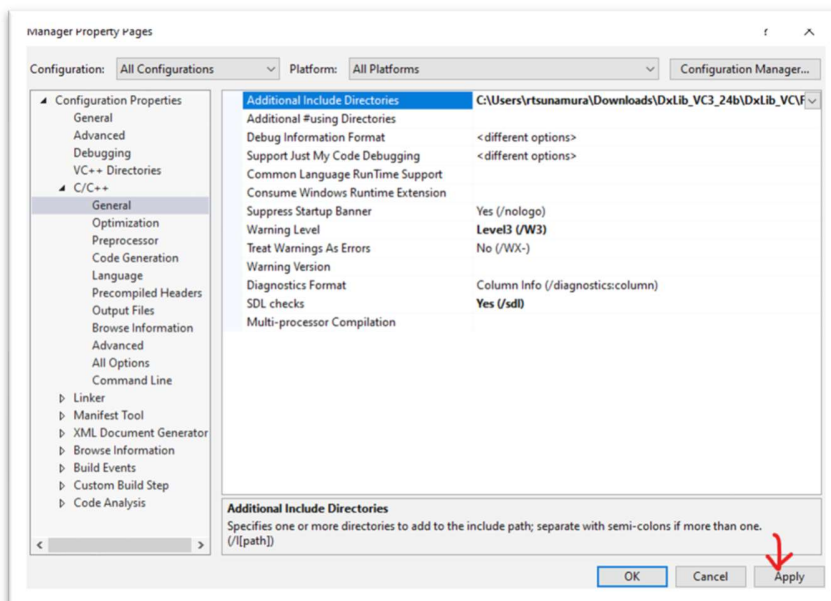 Manager Property Pages
Configuration: All Configurations Platform: All Platforms Configuration Manager...
Configuration Properties
General
Advanced
Debugging
VC++ Directories
C/C++
General
Optimization
Preprocessor
Code Generation
Language
Precompiled Headers
Output Files
Browse Information
Advanced
All Options
Command Line
Linker
Manifest Tool
XML Document Generator
Browse Information
Build Events
Custom Build Step
Code Analysis
Additional Include Directories C:\Users\rtsunamura\Downloads\DxLib_VC3_24b\DxLib_VC\F
Additional #using Directories
Debug Information Format <different options>
Support Just My Code Debugging <different options>
Common Language RunTime Support
Consume Windows Runtime Extension
Suppress Startup Banner Yes (/nologo)
Warning Level Level3 (/W3)
Treat Warnings As Errors No (/WX-)
Warning Version
Diagnostics Format Column Info (/diagnostics:column)
SDL checks Yes (/sdl)
Multi-processor Compilation
Additional Include Directories
Specifies one or more directories to add to the include path; separate with semi-colons if more than one.
(/I[path])
OK Cancel Apply